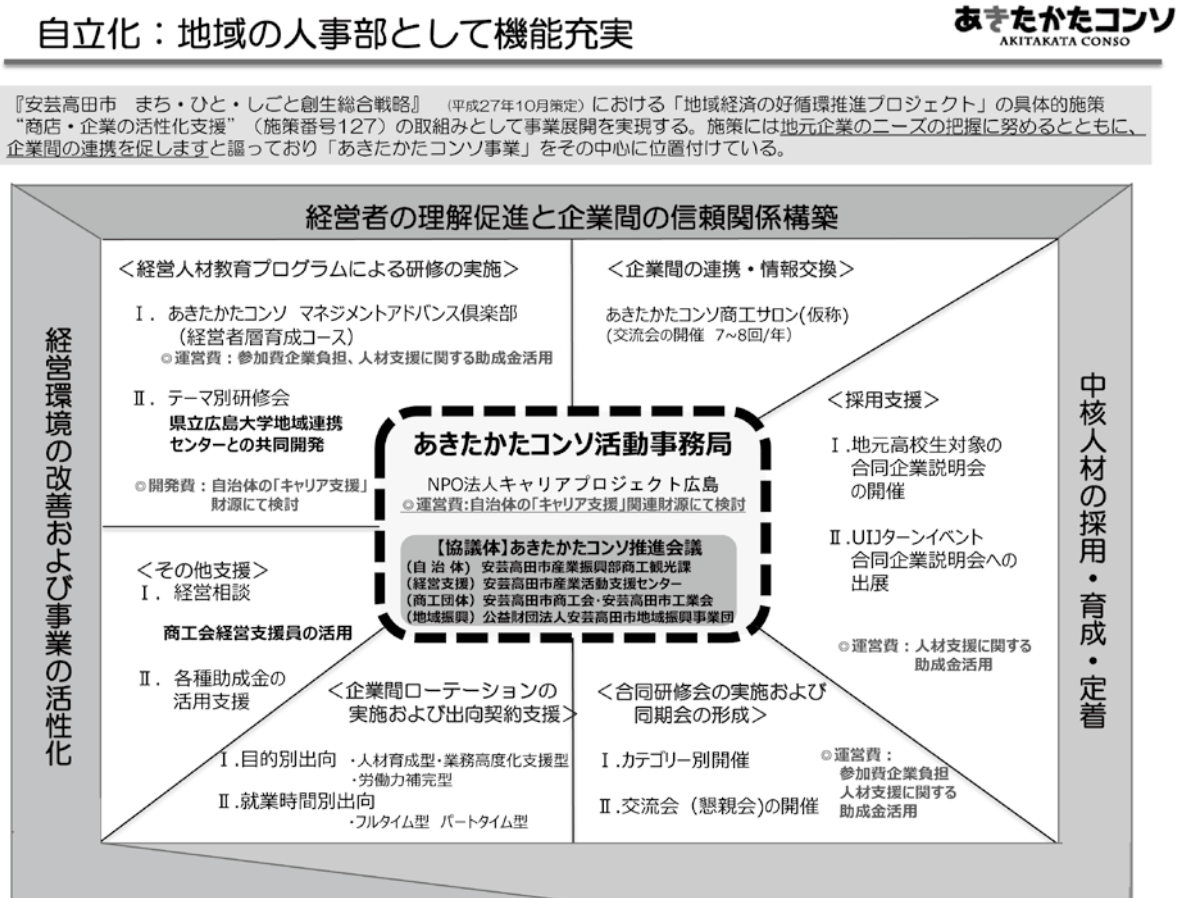 自立化：地域の人事部として機能充実
あきたかたコンソ
AKITAKATA CONSO
『安芸高田市　まち・ひと・しごと創生総合戦略』（平成27年10月策定）における「地域経済の好循環推進プロジェクト」の具体的施策
“商店・企業の活性化支援”（施策番号127）の取組みとして事業展開を実現する。施策には地元企業のニーズの把握に努めるとともに、
企業間の連携を促しますと謳っており「あきたかたコンソ事業」をその中心に位置付けている。
経営者の理解促進と企業間の信頼関係構築
経営環境の改善および事業の活性化
＜経営人材教育プログラムによる研修の実施＞
Ⅰ．あきたかたコンソ マネジメントアドバンス倶楽部
（経営者層育成コース）
◎運営費：参加費企業負担、人材支援に関する助成金活用
Ⅱ．テーマ別研修会
県立広島大学地域連携
センターとの共同開発
◎開発費：自治体の「キャリア支援」
財源にて検討
＜企業間の連携・情報交換＞
あきたかたコンソ商工サロン(仮称)
(交流会の開催 7~8回/年）
＜採用支援＞
Ⅰ.地元高校生対象の
合同企業説明会
の開催
Ⅱ.UIJターンイベント
合同企業説明会への
出展
◎運営費：人材支援に関する
助成金活用
中核人材の採用・育成・定着
あきたかたコンソ活動事務局
NPO法人キャリアプロジェクト広島
◎運営費:自治体の「キャリア支援」関連財源にて検討
【協議体】あきたかたコンソ推進会議
（自 治 体） 安芸高田市産業振興部商工観光課
（経営支援） 安芸高田市産業活動支援センター
（商工団体） 安芸高田市商工会・安芸高田市工業会
（地域振興） 公益財団法人安芸高田市地域振興事業団
＜その他支援＞
Ⅰ．経営相談
商工会経営支援員の活用
Ⅱ．各種助成金の
活用支援
＜企業間ローテーションの
実施および出向契約支援＞
Ⅰ.目的別出向 ・人材育成型・業務高度化支援型
・労働力補完型
Ⅱ.就業時間別出向
・フルタイム型 パートタイム型
＜合同研修会の実施および
同期会の形成＞
Ⅰ.カテゴリー別開催
Ⅱ.交流会（懇親会)の開催
◎運営費：
参加費企業負担
人材支援に関する
助成金活用